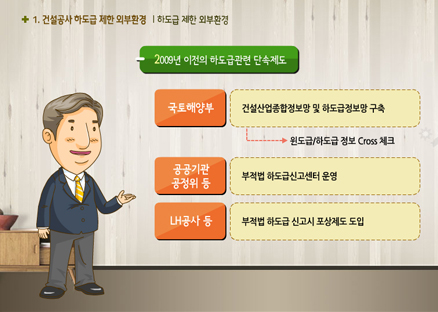 1. 건설공사 하도급 제한 외부환경 | 하도급 제한 외부환경
2009년 이전의 하도급관련 단속제도
국토해양부
건설산업종합정보망 및 하도급정보망 구축
원도급/하도급 정보 Cross 체크
공공기관
공정위 등
부적법 하도급신고센터 운영
LH공사 등
부적법 하도급 신고시 포상제도 도입